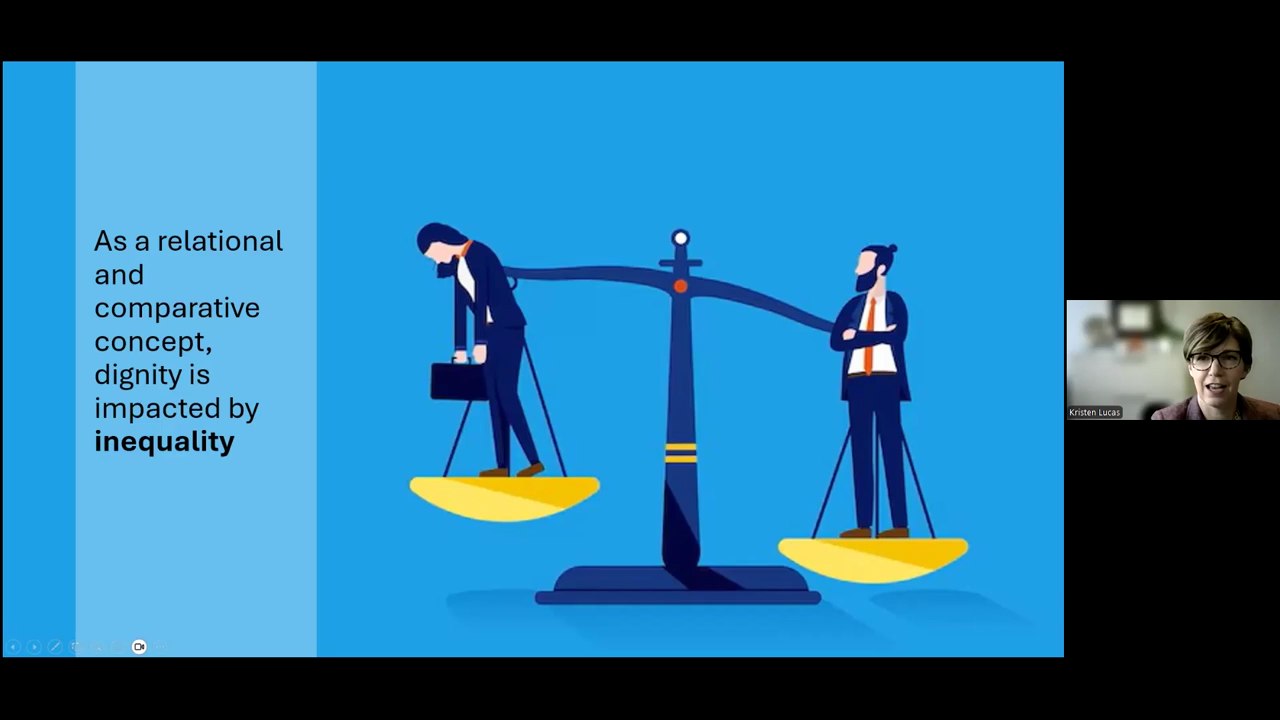 As a relational
and
comparative
concept,
dignity is
impacted by
inequality
Kristen Lucas